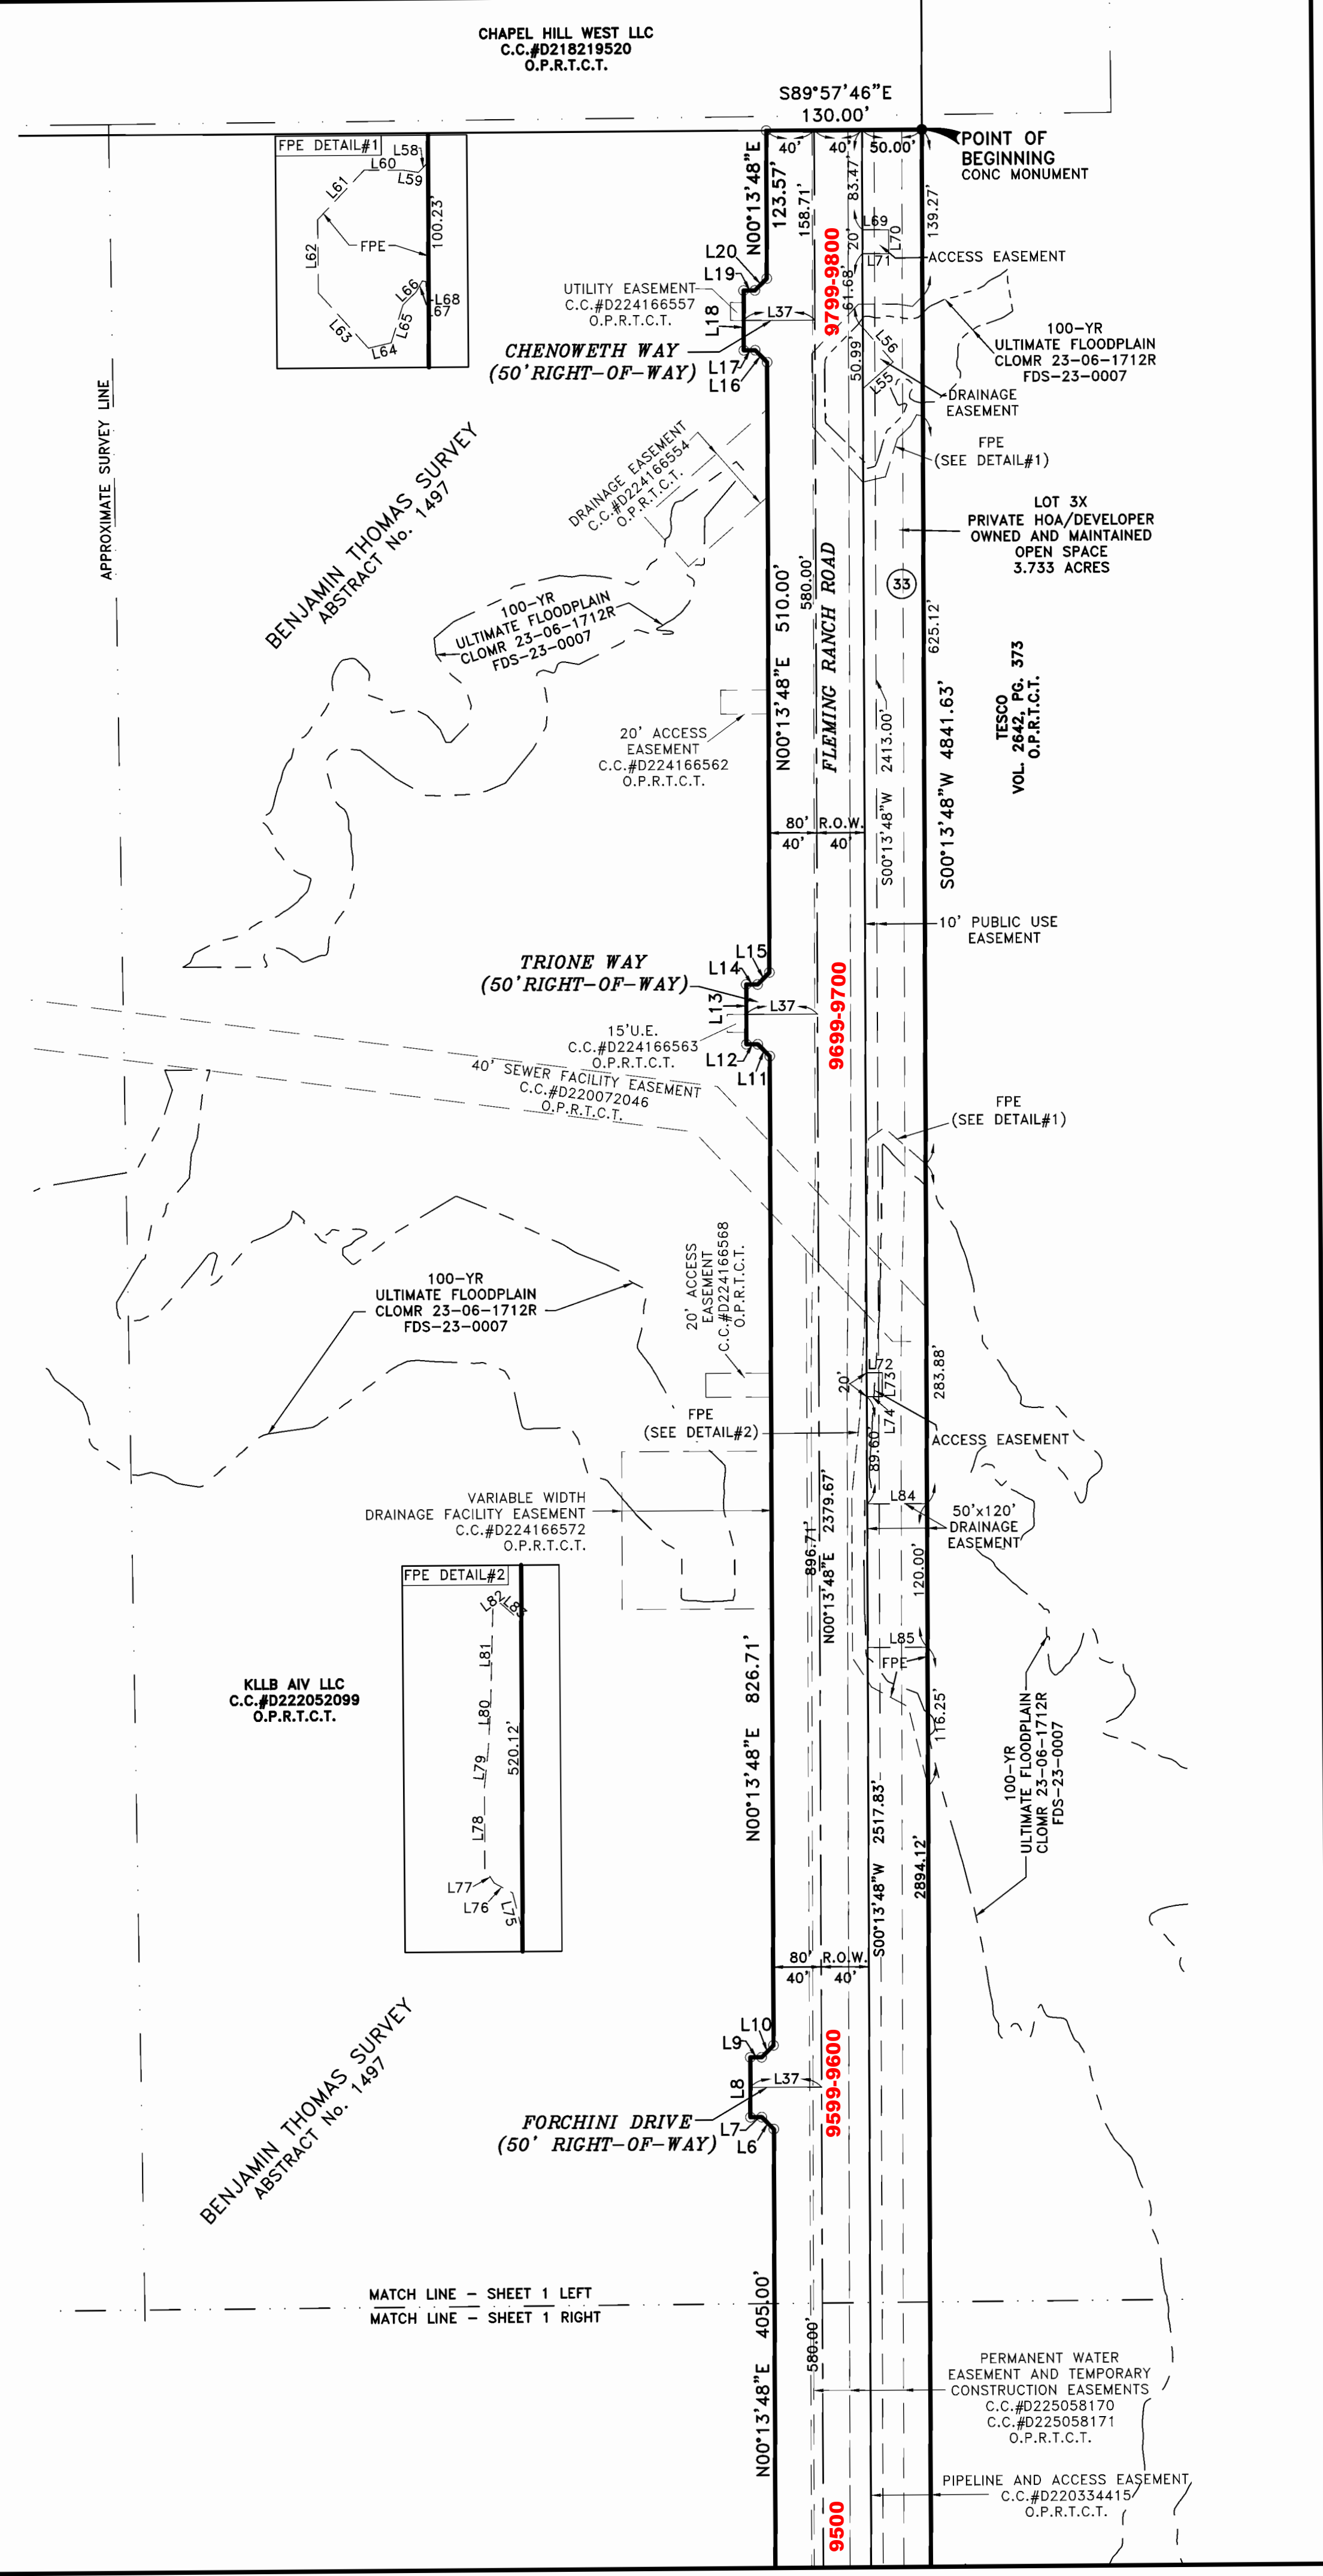 CHAPEL HILL WEST LLC
C.C.#D218219520
O.P.R.T.C.T.
S89°57'46"E
130.00'
40'
40'
50.00'
POINT OF
BEGINNING
CONC MONUMENT
FPE DETAIL#1
L58
L60
L59
L61
L62
FPE
100.23'
L66
L68
L67
L65
L63
L64
N00°13'48"E
123.57'
158.71'
83.47'
139.27'
9799-9800
L69
L70
20'
L71
ACCESS EASEMENT
61.68'
L20
L19
L18
L37
L17
L16
UTILITY EASEMENT
C.C.#D224166557
O.P.R.T.C.T.
CHENOWETH WAY
(50'RIGHT-OF-WAY)
50.99'
L56
L55
100-YR
ULTIMATE FLOODPLAIN
CLOMR 23-06-1712R
FDS-23-0007
DRAINAGE
EASEMENT
FPE
(SEE DETAIL#1)
APPROXIMATE SURVEY LINE
BENJAMIN THOMAS SURVEY
ABSTRACT No. 1497
DRAINAGE EASEMENT
C.C.#D224166554
O.P.R.T.C.T.
LOT 3X
PRIVATE HOA/DEVELOPER
OWNED AND MAINTAINED
OPEN SPACE
3.733 ACRES
33
100-YR
ULTIMATE FLOODPLAIN
CLOMR 23-06-1712R
FDS-23-0007
N00°13'48"E 510.00'
580.00'
FLEMING RANCH ROAD
625.12'
TESCO
VOL. 2642, PG. 373
O.P.R.T.C.T.
20' ACCESS
EASEMENT
C.C.#D224166562
O.P.R.T.C.T.
S00°13'48"W 2413.00'
S00°13'48"W 4841.63'
80' R.O.W.
40'
40'
10' PUBLIC USE
EASEMENT
TRIONE WAY
(50'RIGHT-OF-WAY)
L15
L14
L13
L37
L12
L11
9699-9700
15'U.E.
C.C.#D224166563
O.P.R.T.C.T.
40' SEWER FACILITY EASEMENT
C.C.#D220072046
O.P.R.T.C.T.
FPE
(SEE DETAIL#1)
100-YR
ULTIMATE FLOODPLAIN
CLOMR 23-06-1712R
FDS-23-0007
20' ACCESS
EASEMENT
C.C.#D224166568
O.P.R.T.C.T.
L72
L73
20'
L74
283.88'
89.60'
FPE
(SEE DETAIL#2)
ACCESS EASEMENT
VARIABLE WIDTH
DRAINAGE FACILITY EASEMENT
C.C.#D224166572
O.P.R.T.C.T.
L84
50'x120'
DRAINAGE
EASEMENT
896.71'
N00°13'48"E 2379.67'
120.00'
L85
FPE
116.25'
FPE DETAIL#2
L82
L83
L81
L80
L79
520.12'
L78
L77
L76
L75
KLLB AIV LLC
C.C.#D222052099
O.P.R.T.C.T.
N00°13'48"E 826.71'
100-YR
ULTIMATE FLOODPLAIN
CLOMR 23-06-1712R
FDS-23-0007
S00°13'48"W 2517.83'
2894.12'
80' R.O.W.
40'
40'
BENJAMIN THOMAS SURVEY
ABSTRACT No. 1497
L10
L9
L8
L37
L7
L6
9599-9600
FORCHINI DRIVE
(50' RIGHT-OF-WAY)
MATCH LINE - SHEET 1 LEFT
MATCH LINE - SHEET 1 RIGHT
N00°13'48"E 405.00'
580.00'
PERMANENT WATER
EASEMENT AND TEMPORARY
CONSTRUCTION EASEMENTS
C.C.#D225058170
C.C.#D225058171
O.P.R.T.C.T.
PIPELINE AND ACCESS EASEMENT
C.C.#D220334415
O.P.R.T.C.T.
9500